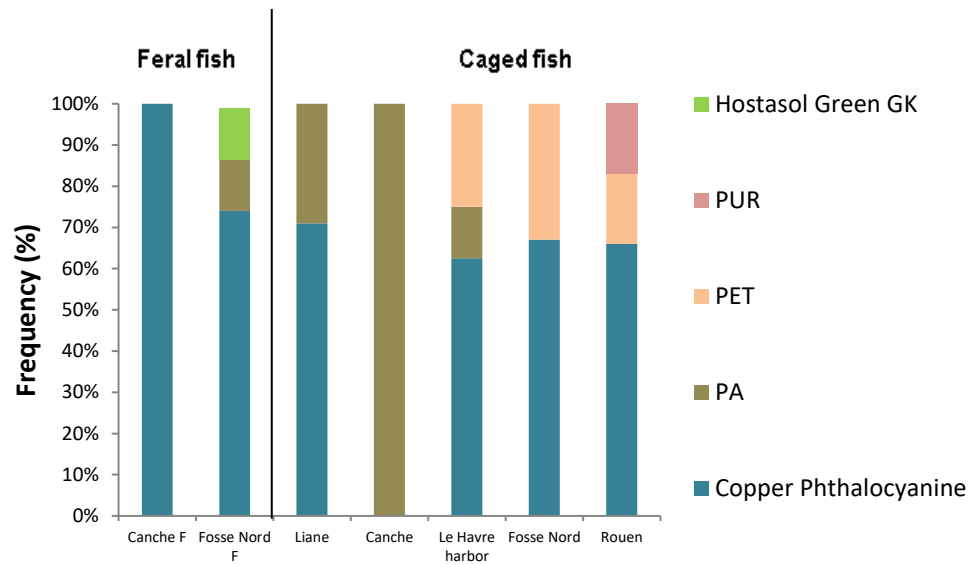 Feral fish
Caged fish
Frequency (%)
100%
90%
80%
70%
60%
50%
40%
30%
20%
10%
0%
Canche F
Fosse Nord
F
Liane
Canche
Le Havre
harbor
Fosse Nord
Rouen
Hostasol Green GK
PUR
PET
PA
Copper Phthalocyanine